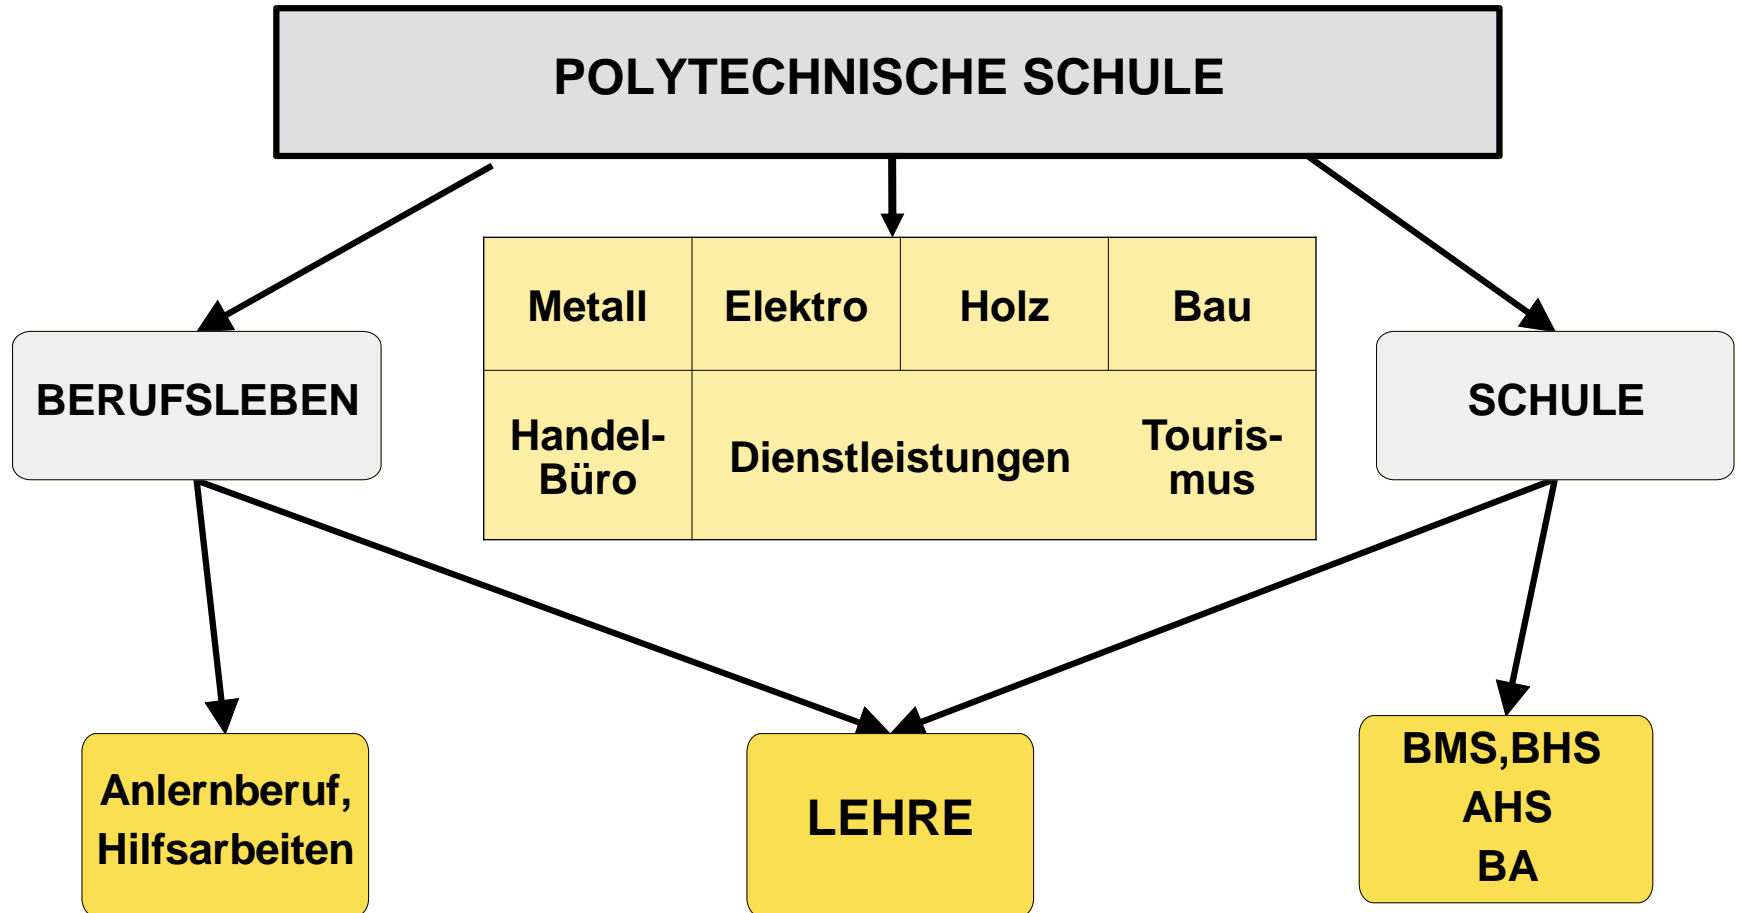 POLYTECHNISCHE SCHULE
Metall Elektro Holz Bau
BERUFSLEBEN
SCHULE
Handel-
Büro
Dienstleistungen
Touris-
mus
Anlernberuf,
Hilfsarbeiten
LEHRE
BMS,BHS
AHS
BA